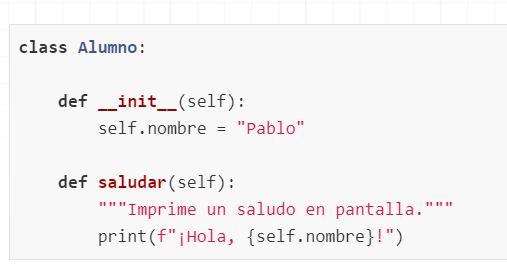 class Alumno:
    def __init__(self):
        self.nombre = "Pablo"
    def saludar(self):
        """Imprime un saludo en pantalla."""
        print(f"¡Hola, {self.nombre}!")